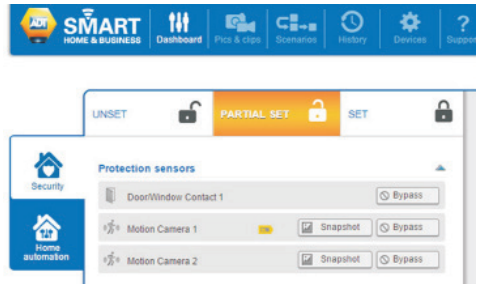 ADT
SMART
HOME & BUSINESS
Dashboard
Pics & clips
Scenarios
History
Devices
?
Suppor
UNSET
PARTIAL SET
SET
Security
Home
automation
Protection sensors
Door/Window Contact 1
Bypass
Motion Camera 1
Snapshot
Bypass
Motion Camera 2
Snapshot
Bypass